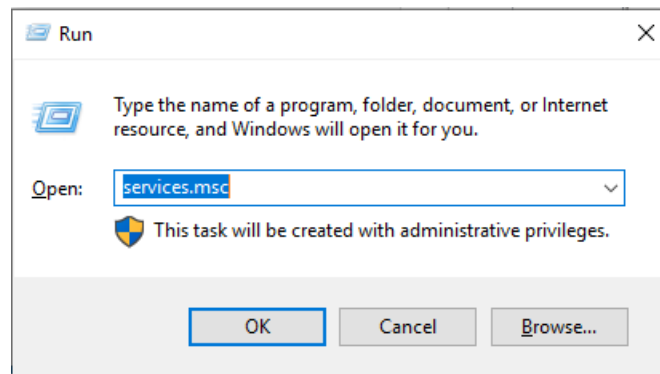 Run
Type the name of a program, folder, document, or Internet
resource, and Windows will open it for you.
Open: services.msc
This task will be created with administrative privileges.
OK Cancel Browse...